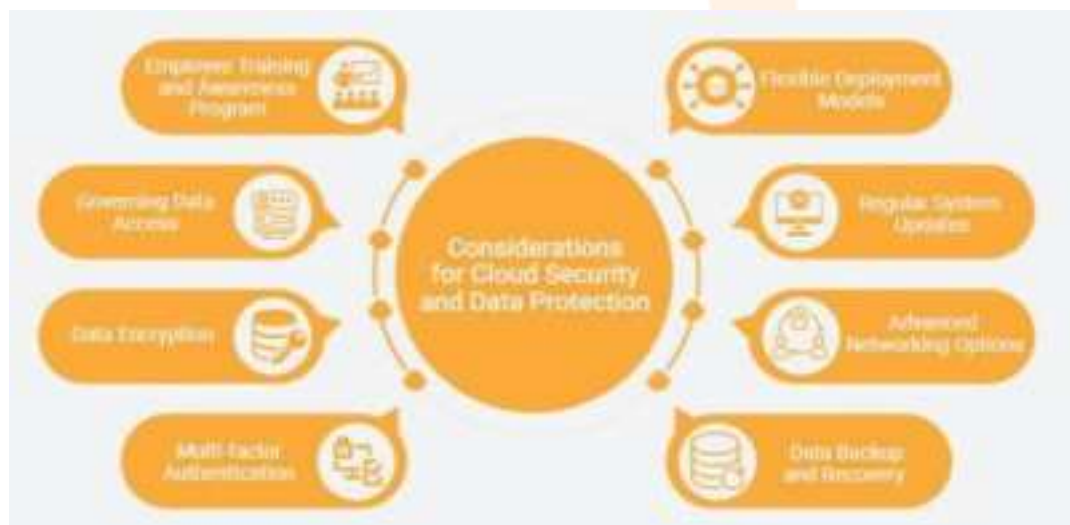 Employee Training
and Awareness
Program
Governing Data
Access
Data Encryption
Multi-factor
Authentication
Considerations
for Cloud Security
and Data Protection
Flexible Deployment
Models
Regular System
Updates
Advanced
Networking Options
Data Backup
and Recovery